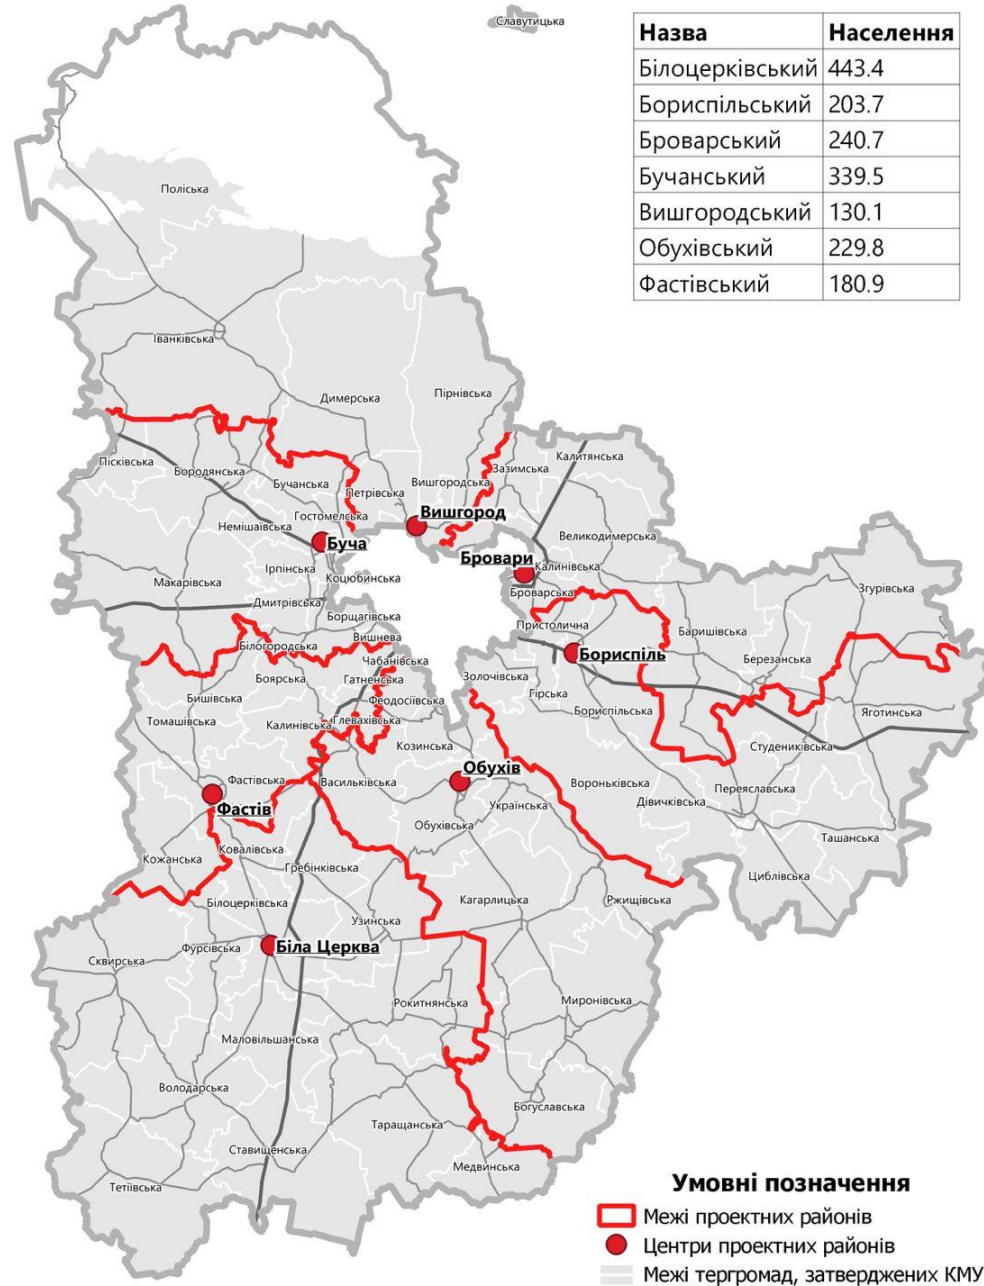 Славутицька
Назва Населення
Білоцерківський 443.4
Бориспільський 203.7
Броварський 240.7
Бучанський 339.5
Вишгородський 130.1
Обухівський 229.8
Фастівський 180.9
Поліська
Іванківська
Димерська
Пірнівська
Пісківська
Бородянська
Бучанська
Петрівська
Вишгородська
Зазимська
Калитянська
Гостомельська
Вишгород
Немішаївська
Буча
Великодимерська
Бровари
Ірпінська
Коцюбинська
Калинівська
Макарівська
Броварська
Згурівська
Дмитрівська
Борщагівська
Пристолична
Баришівська
Вишнева
Білогородська
Бориспіль
Березанська
Чабанівська
Боярська
Гатненська
Золочівська
Гірська
Бишівська
Феодосіївська
Бориспільська
Яготинська
Томашівська
Калинівська
Глевахівська
Козинська
Студениківська
Обухів
Фастівська
Васильківська
Вороньківська
Переяславська
Фастів
Українська
Дівичківська
Обухівська
Ташанська
Ковалівська
Кожанська
Гребінківська
Циблівська
Кагарлицька
Ржищівська
Білоцерківська
Узинська
Біла Церква
Фурсівська
Сквирська
Рокитнянська
Миронівська
Маловільшанська
Володарська
Богуславська
Таращанська
Ставищенська
Медвинська
Тетіївська
Умовні позначення
Межі проектних районів
Центри проектних районів
Межі тергромад, затверджених КМУ